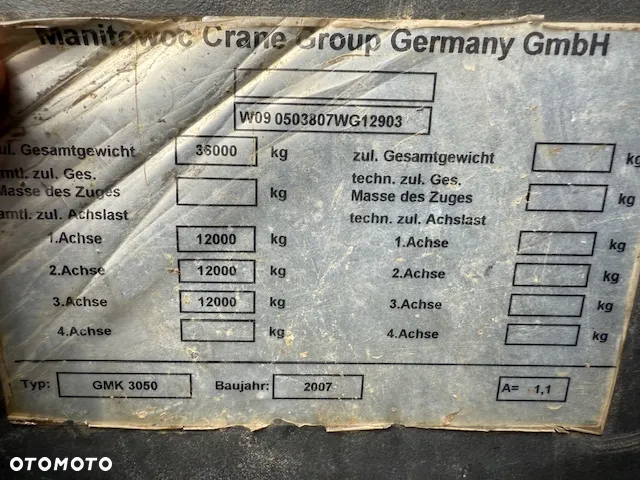 Manitowoc Crane Group Germany GmbH
W09 0503807WG12903
zul. Gesamtgewicht 36000 kg zul. Gesamtgewicht kg
amtl. zul. Ges. techn. zul. Ges.
Masse des Zuges kg Masse des Zuges kg
amtl. zul. Achslast techn. zul. Achslast
1.Achse 12000 kg 1.Achse kg
2.Achse 12000 kg 2.Achse kg
3.Achse 12000 kg 3.Achse kg
4.Achse kg 4.Achse kg
Typ: GMK 3050 Baujahr: 2007 A= 1,1
OTOMOTO